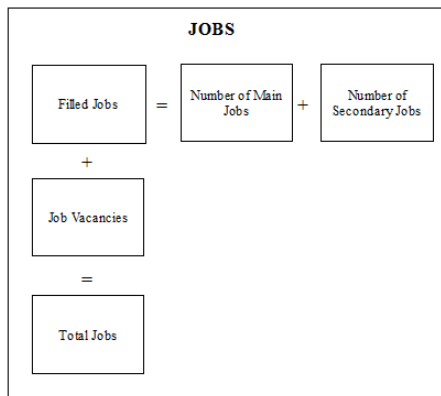 JOBS
Filled Jobs
=
Number of Main
Jobs
+
Number of
Secondary Jobs
+
Job Vacancies
=
Total Jobs